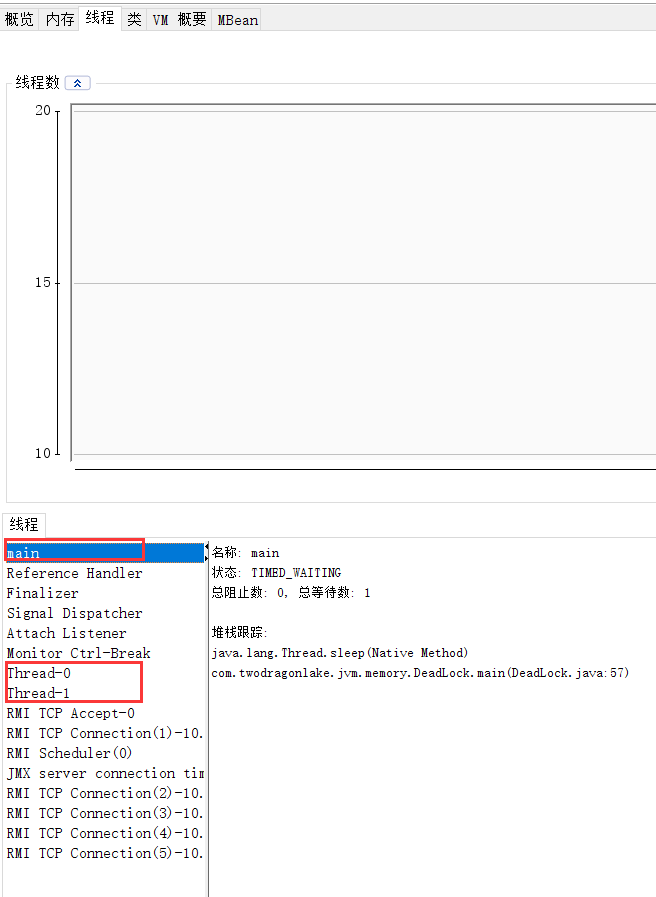 概览 内存 线程 类 VM 概要 MBean
线程数
20
15
10
线程
main
Reference Handler
Finalizer
Signal Dispatcher
Attach Listener
Monitor Ctrl-Break
Thread-0
Thread-1
RMI TCP Accept-0
RMI TCP Connection(1)-10.
RMI Scheduler(0)
JMX server connection tim
RMI TCP Connection(2)-10.
RMI TCP Connection(3)-10.
RMI TCP Connection(4)-10.
RMI TCP Connection(5)-10.
名称: main
状态: TIMED_WAITING
总阻止数: 0, 总等待数: 1
堆栈跟踪:
java.lang.Thread.sleep(Native Method)
com.twodragonlake.jvm.memory.DeadLock.main(DeadLock.java:57)